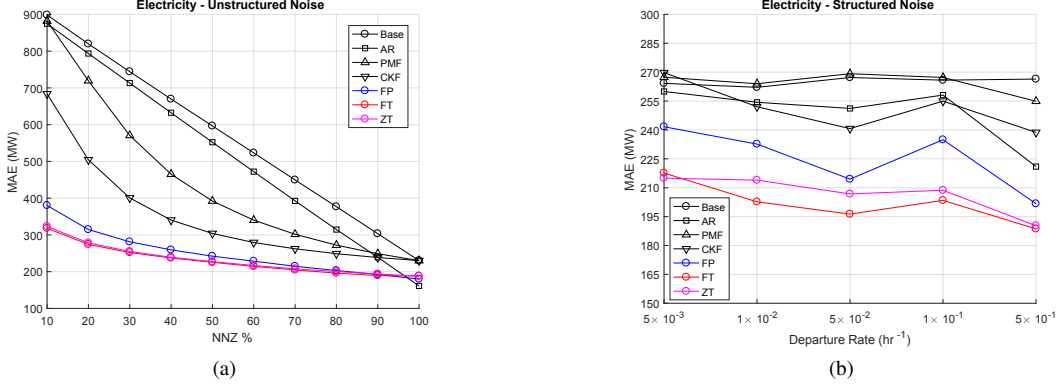 Electricity - Unstructured Noise
1000
900
800
700
600
500
400
300
200
100
MAE (MW)
10 20 30 40 50 60 70 80 90 100
NNZ %
Base
AR
PMF
CKF
FP
FT
ZT
(a)
Electricity - Structured Noise
300
285
270
255
240
225
210
195
180
165
150
MAE (MW)
Base
AR
PMF
CKF
FP
FT
ZT
5 × 10⁻³ 1 × 10⁻² 5 × 10⁻² 1 × 10⁻¹ 5 × 10⁻¹
Departure Rate (hr⁻¹)
(b)